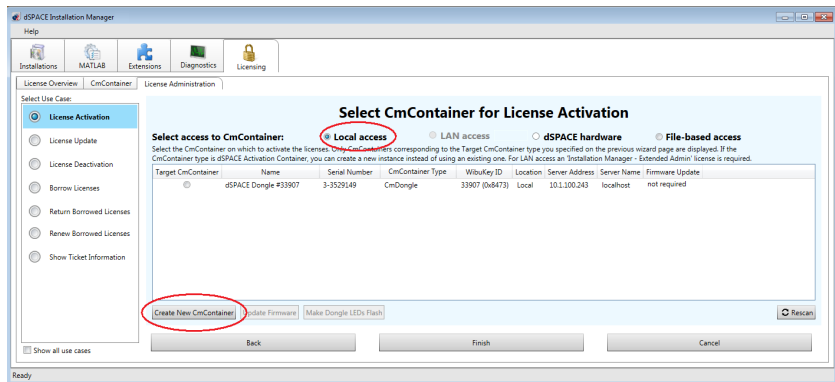 dSPACE Installation Manager
Help
Installations MATLAB Extensions Diagnostics Licensing
License Overview CmContainer License Administration
Select Use Case:
License Activation
License Update
License Deactivation
Borrow Licenses
Return Borrowed Licenses
Renew Borrowed Licenses
Show Ticket Information
Show all use cases
Select CmContainer for License Activation
Select access to CmContainer: Local access LAN access dSPACE hardware File-based access
Select the CmContainer on which to activate the licenses. Only CmContainers corresponding to the Target CmContainer type you specified on the previous wizard page are displayed. If the
CmContainer type is dSPACE Activation Container, you can create a new instance instead of using an existing one. For LAN access an 'Installation Manager - Extended Admin' license is required.
Target CmContainer Name Serial Number CmContainer Type WibuKey ID Location Server Address Server Name Firmware Update
dSPACE Dongle #33907 3-3529149 CmDongle 33907 (0x8473) Local 10.1.100.243 localhost not required
Create New CmContainer Update Firmware Make Dongle LEDs Flash Rescan
Back Finish Cancel
Ready